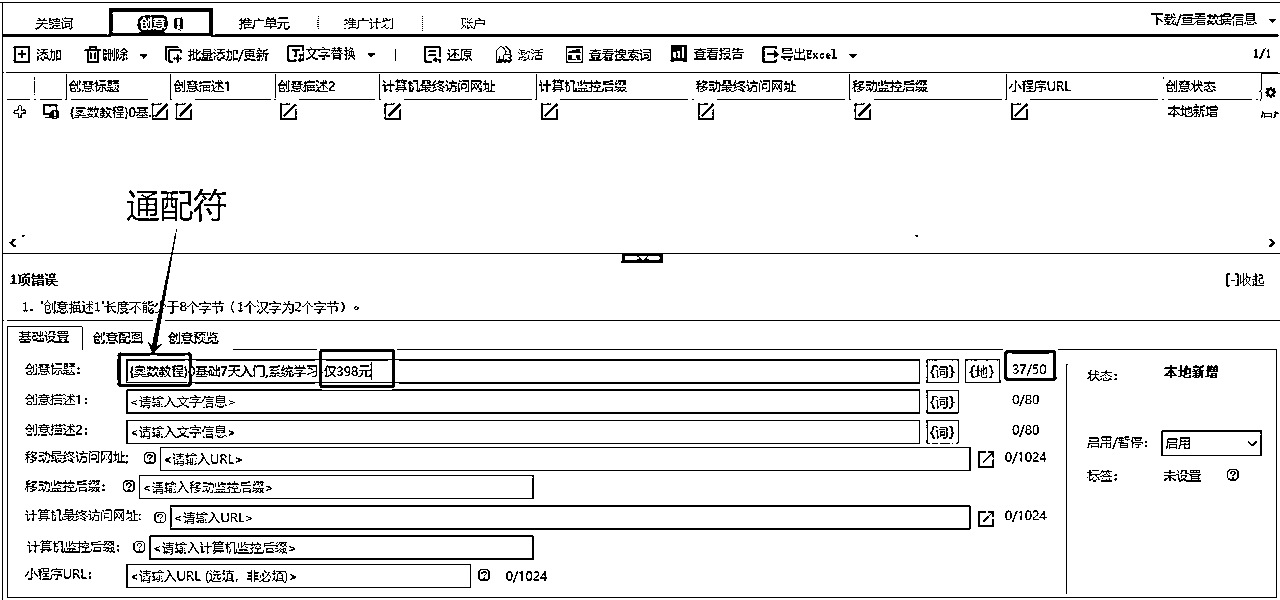 关键词 创意 推广单元 推广计划 账户 下载/查看数据信息
添加 删除 批量添加/更新 文字替换 还原 激活 查看搜索词 查看报告 导出Excel 1/1
创意标题 创意描述1 创意描述2 计算机最终访问网址 计算机监控后缀 移动最终访问网址 移动监控后缀 小程序URL 创意状态
{奥数教程}0基... 本地新增
通配符
1项错误 [-]收起
1. "创意描述1"长度不能少于8个字节（1个汉字为2个字节）。
基础设置 创意配图 创意预览
创意标题: {奥数教程}0基础7天入门,系统学习 仅398元 {词} {地} 37/50 状态: 本地新增
创意描述1: <请输入文字信息> {词} 0/80
创意描述2: <请输入文字信息> {词} 0/80 启用/暂停: 启用
移动最终访问网址: <请输入URL> 0/1024 标签: 未设置
移动监控后缀: <请输入移动监控后缀>
计算机最终访问网址: <请输入URL> 0/1024
计算机监控后缀: <请输入计算机监控后缀>
小程序URL: <请输入URL (选填，非必填)> 0/1024